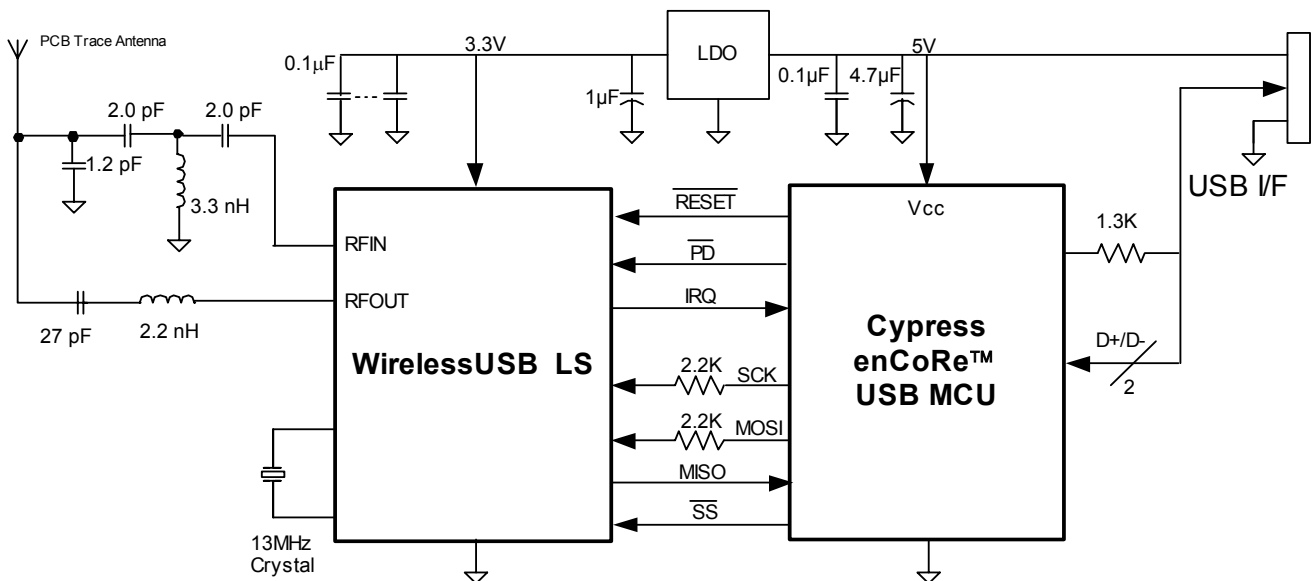 PCB Trace Antenna
3.3V
LDO
5V
0.1µF
1µF
0.1µF
4.7µF
2.0 pF
2.0 pF
1.2 pF
3.3 nH
USB I/F
RFIN
RFOUT
27 pF
2.2 nH
WirelessUSB LS
13MHz
Crystal
RESET
PD
IRQ
2.2K
SCK
2.2K
MOSI
MISO
SS
Vcc
Cypress
enCoRe™
USB MCU
1.3K
D+/D-
2